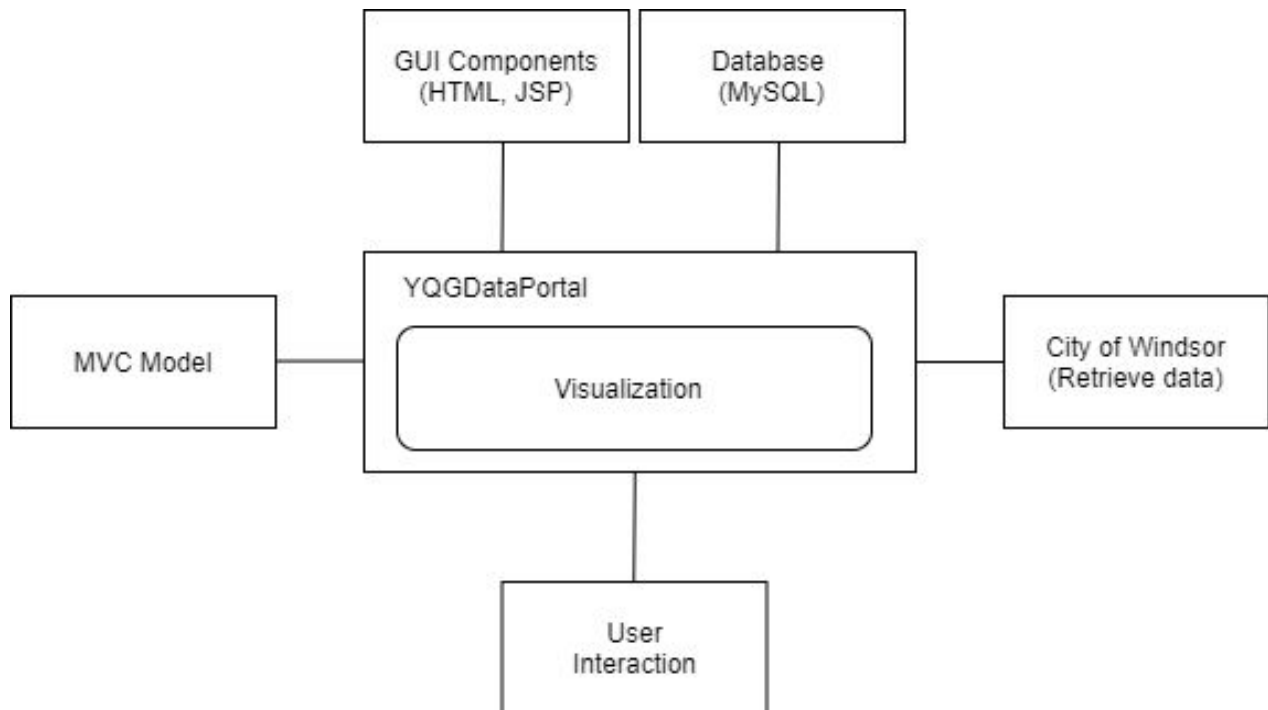 GUI Components
(HTML, JSP)
Database
(MySQL)
YQGDataPortal
MVC Model
Visualization
City of Windsor
(Retrieve data)
User
Interaction